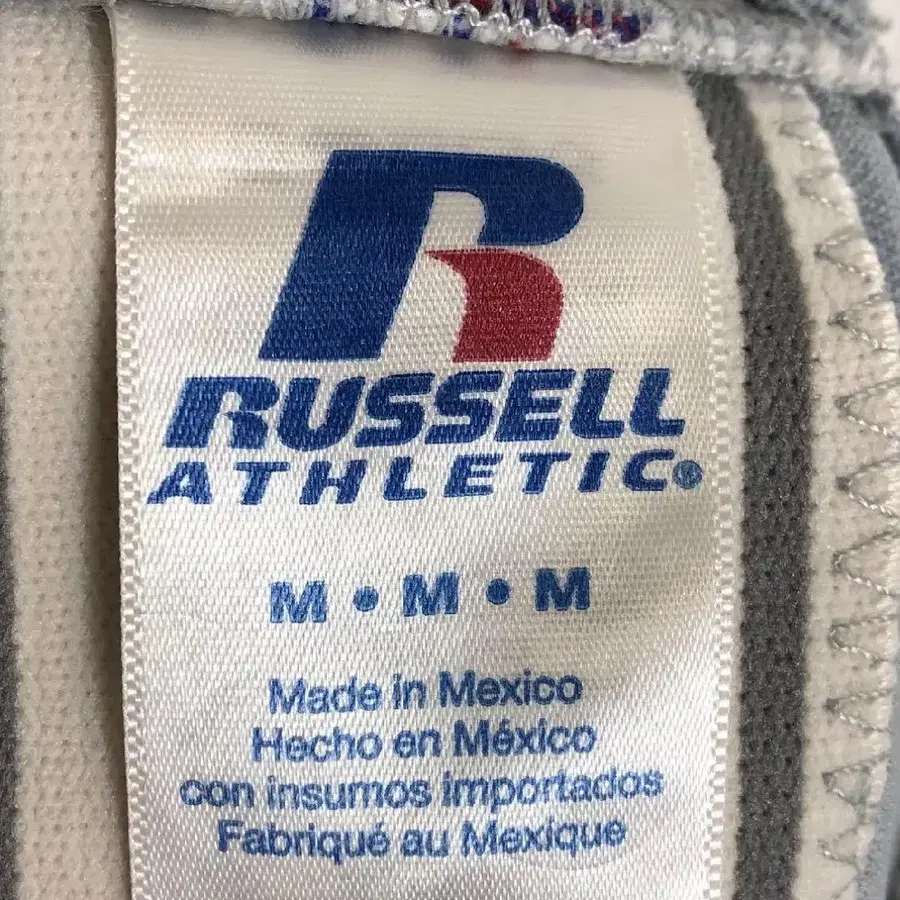 RUSSELL
ATHLETIC®
M • M • M
Made in Mexico
Hecho en México
con insumos importados
Fabriqué au Mexique